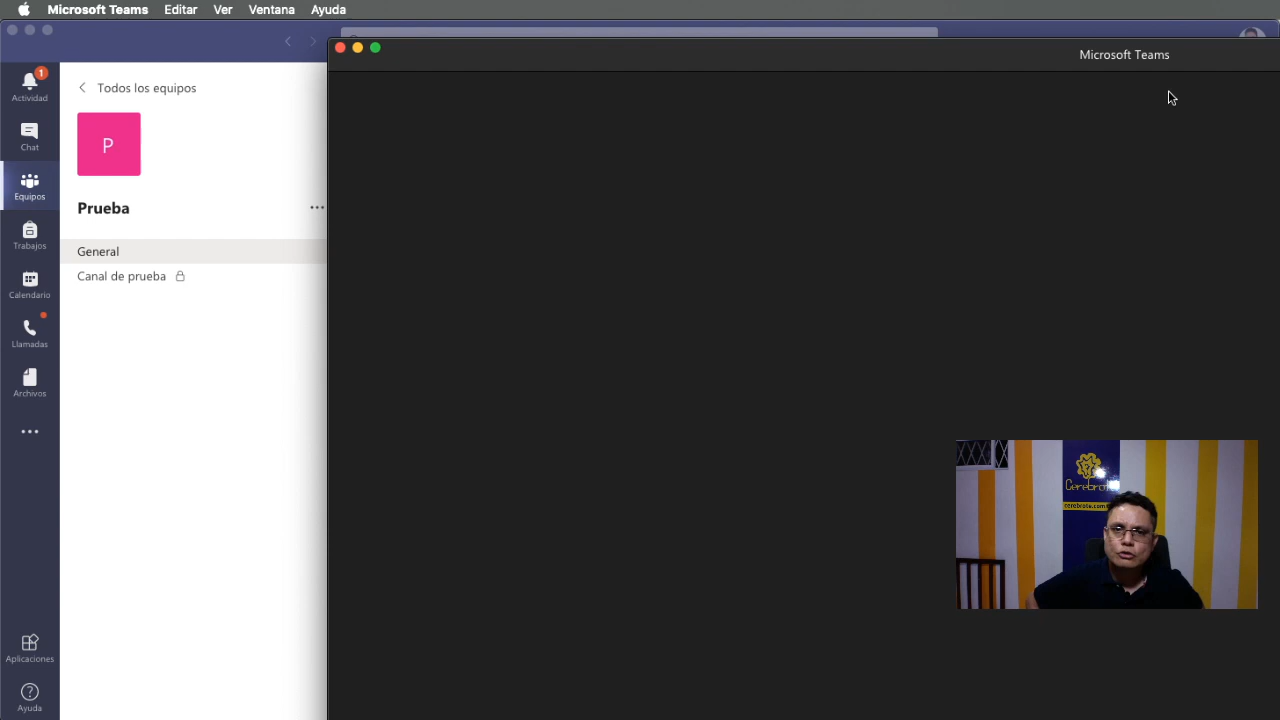 Microsoft Teams Editar Ver Ventana Ayuda
Microsoft Teams
1
Actividad
Chat
Equipos
Trabajos
Calendario
Llamadas
Archivos
Aplicaciones
Ayuda
Todos los equipos
P
Prueba
General
Canal de prueba
Cerebrote